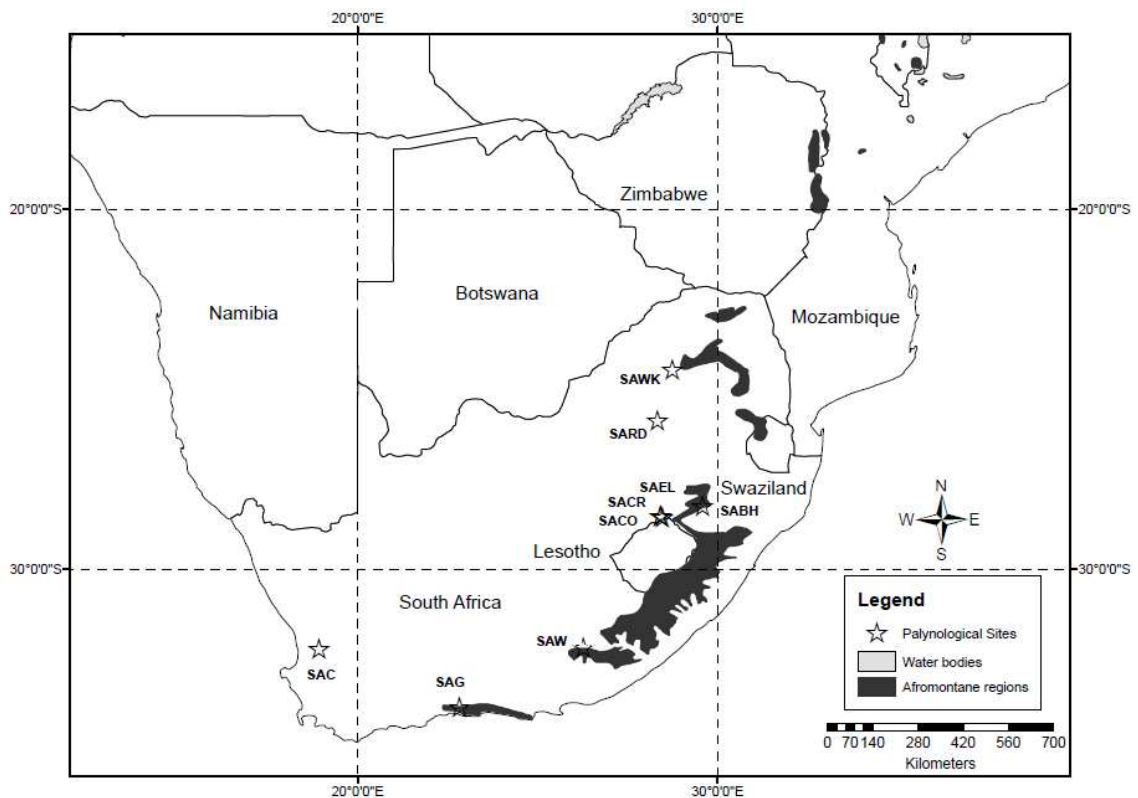 20°0'0"E 30°0'0"E
20°0'0"S 20°0'0"S
Zimbabwe
Namibia
Botswana
Mozambique
SAWK
SARD
SAEL
Swaziland
SACR
SABH
SACO
Lesotho
N
W E
S
30°0'0"S 30°0'0"S
South Africa
SAW
SAC
SAG
Legend
Palynological Sites
Water bodies
Afromontane regions
0 70 140 280 420 560 700
Kilometers
20°0'0"E 30°0'0"E